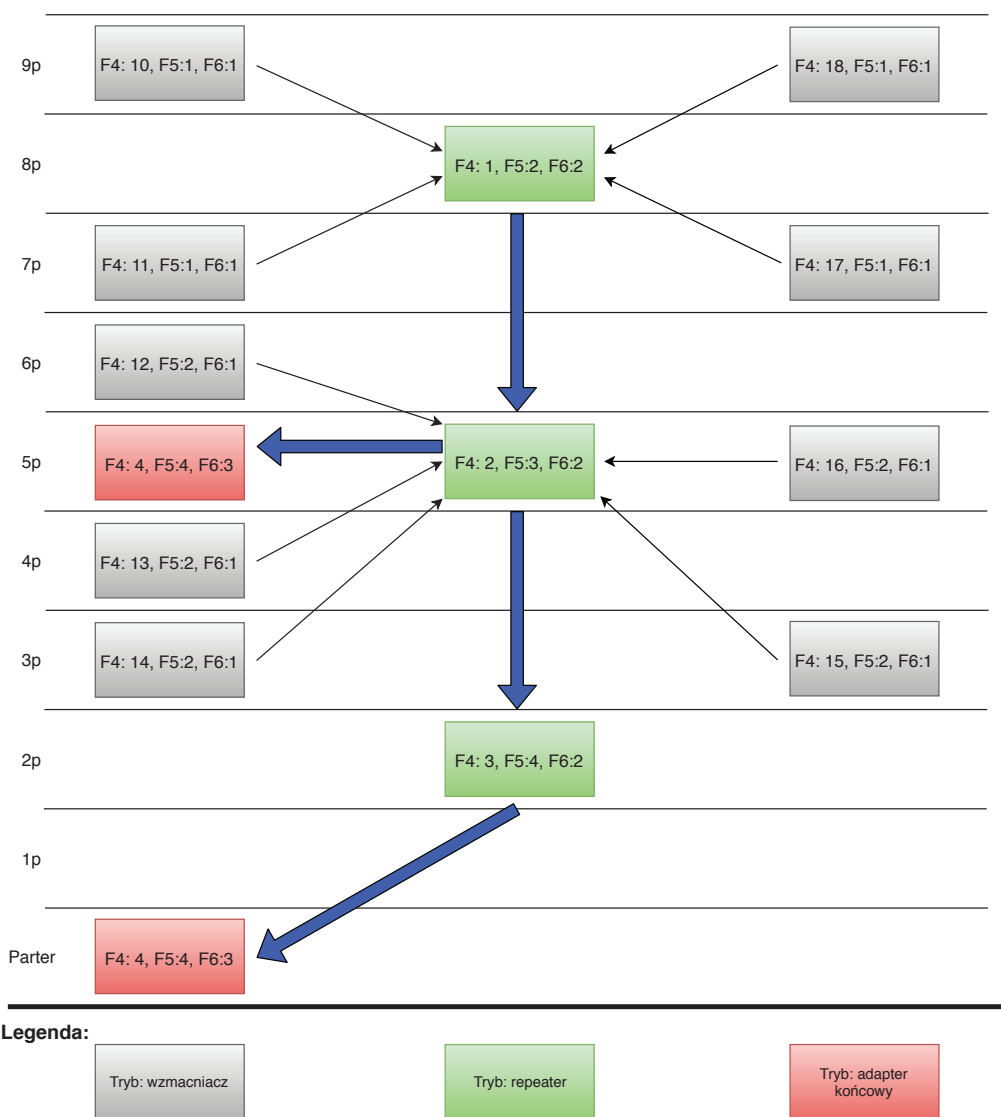 9p
F4: 10, F5:1, F6:1
F4: 18, F5:1, F6:1
8p
F4: 1, F5:2, F6:2
7p
F4: 11, F5:1, F6:1
F4: 17, F5:1, F6:1
6p
F4: 12, F5:2, F6:1
5p
F4: 4, F5:4, F6:3
F4: 2, F5:3, F6:2
F4: 16, F5:2, F6:1
4p
F4: 13, F5:2, F6:1
3p
F4: 14, F5:2, F6:1
F4: 15, F5:2, F6:1
2p
F4: 3, F5:4, F6:2
1p
Parter
F4: 4, F5:4, F6:3
Legenda:
Tryb: wzmacniacz
Tryb: repeater
Tryb: adapter
końcowy